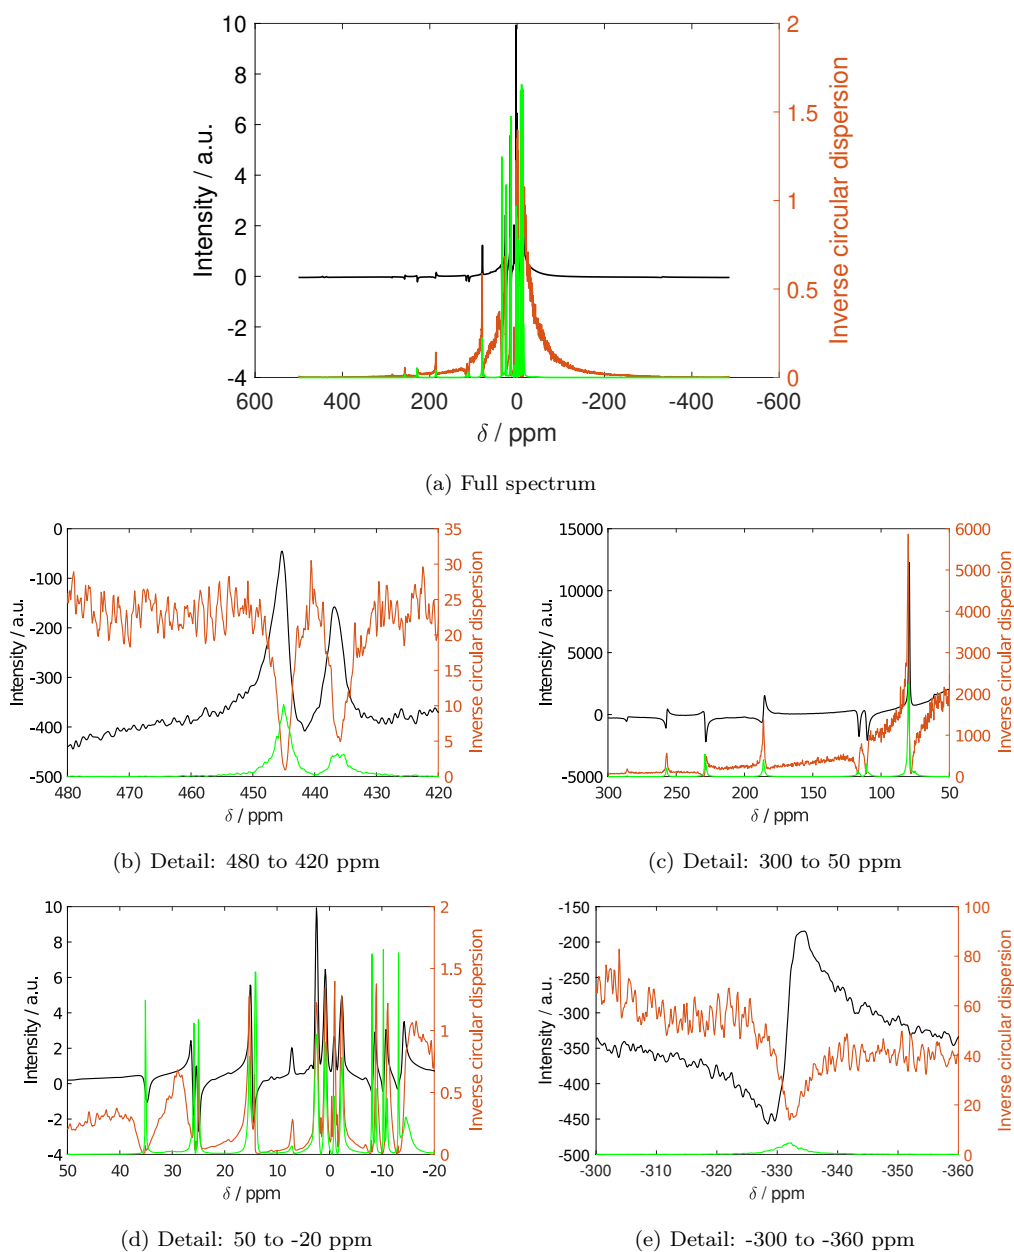 10
8
6
4
2
0
-2
-4
Intensity / a.u.
2
1.5
1
0.5
0
Inverse circular dispersion
600 400 200 0 -200 -400 -600
δ / ppm
(a) Full spectrum
0
-100
-200
-300
-400
-500
Intensity / a.u.
35
30
25
20
15
10
5
0
Inverse circular dispersion
480 470 460 450 440 430 420
δ / ppm
(b) Detail: 480 to 420 ppm
15000
10000
5000
0
-5000
Intensity / a.u.
6000
5000
4000
3000
2000
1000
0
Inverse circular dispersion
300 250 200 150 100 50
δ / ppm
(c) Detail: 300 to 50 ppm
10
8
6
4
2
0
-2
-4
Intensity / a.u.
2
1.5
1
0.5
0
Inverse circular dispersion
50 40 30 20 10 0 -10 -20
δ / ppm
(d) Detail: 50 to -20 ppm
-150
-200
-250
-300
-350
-400
-450
-500
Intensity / a.u.
100
80
60
40
20
0
Inverse circular dispersion
-300 -310 -320 -330 -340 -350 -360
δ / ppm
(e) Detail: -300 to -360 ppm